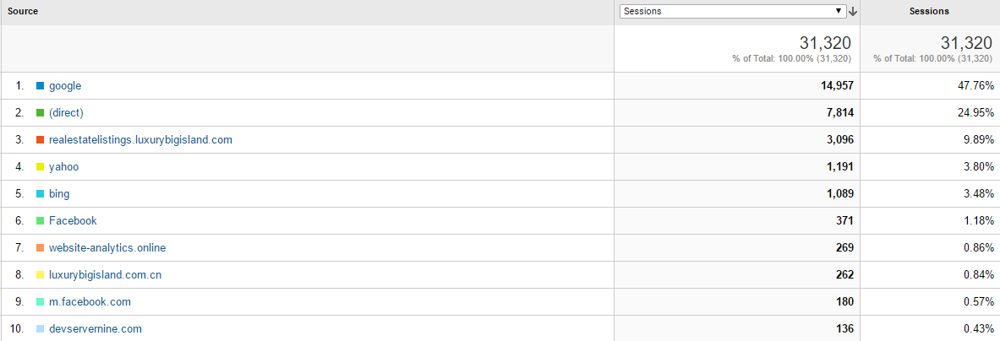 Source Sessions Sessions
31,320 31,320
% of Total: 100.00% (31,320) % of Total: 100.00% (31,320)
1. google 14,957 47.76%
2. (direct) 7,814 24.95%
3. realestatelistings.luxurybigisland.com 3,096 9.89%
4. yahoo 1,191 3.80%
5. bing 1,089 3.48%
6. Facebook 371 1.18%
7. website-analytics.online 269 0.86%
8. luxurybigisland.com.cn 262 0.84%
9. m.facebook.com 180 0.57%
10. devservernine.com 136 0.43%